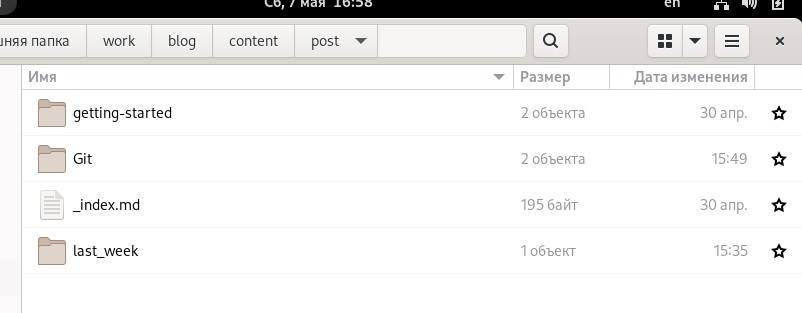 Сб, 7 мая 16:58 en
няя папка work blog content post
Имя Размер Дата изменения
getting-started 2 объекта 30 апр.
Git 2 объекта 15:49
_index.md 195 байт 30 апр.
last_week 1 объект 15:35